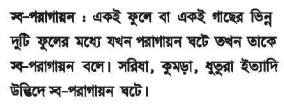 স্ব-পরাগায়ন : একই ফুলে বা একই গাছের ভিন্ন
দুটি ফুলের মধ্যে যখন পরাগায়ন ঘটে তখন তাকে
স্ব-পরাগায়ন বলে। সরিষা, কুমড়া, ধুতুরা ইত্যাদি
উদ্ভিদে স্ব-পরাগায়ন ঘটে।